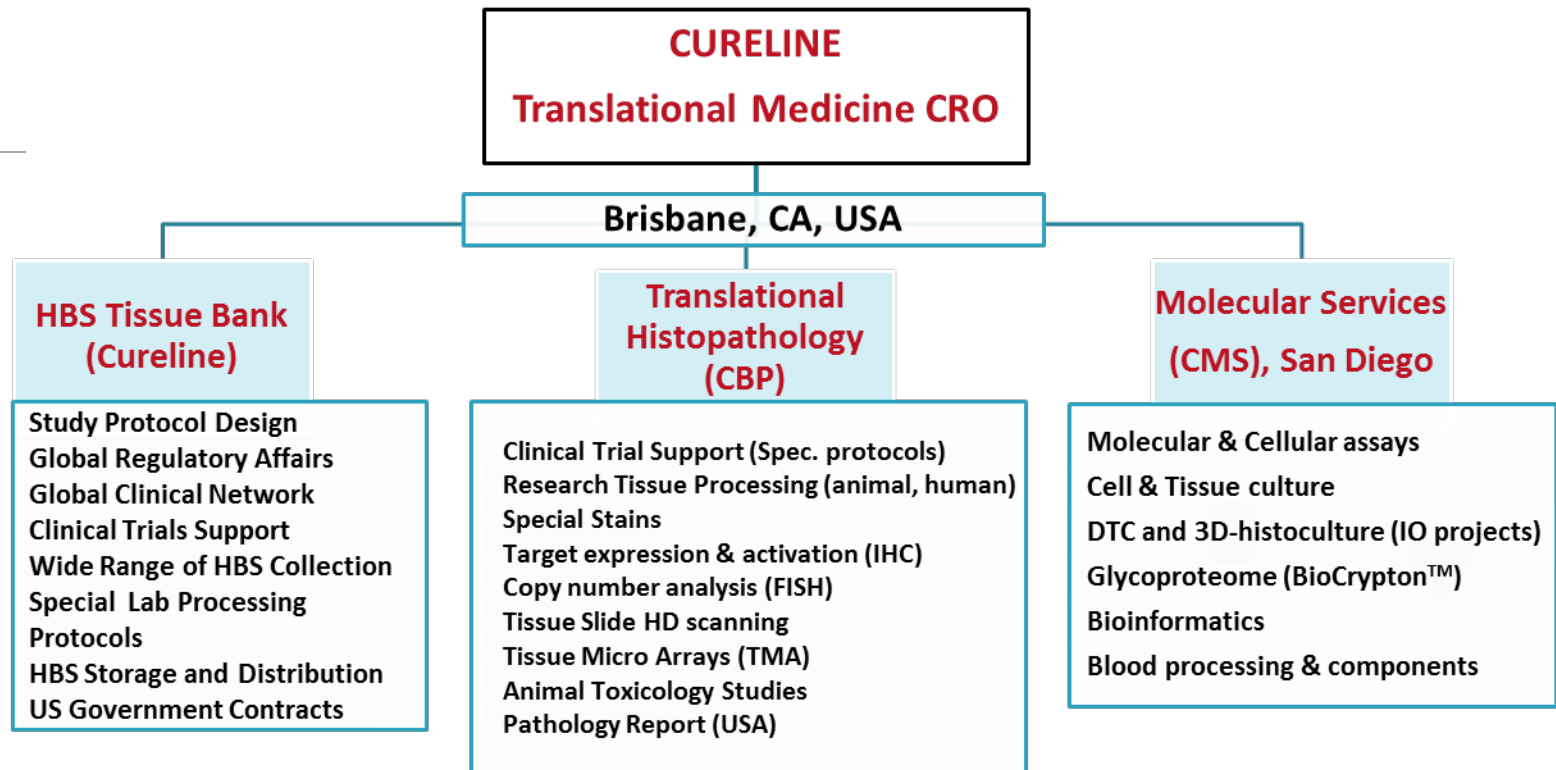 CURELINE
Translational Medicine CRO
Brisbane, CA, USA
HBS Tissue Bank
(Cureline)
Study Protocol Design
Global Regulatory Affairs
Global Clinical Network
Clinical Trials Support
Wide Range of HBS Collection
Special Lab Processing
Protocols
HBS Storage and Distribution
US Government Contracts
Translational
Histopathology
(CBP)
Clinical Trial Support (Spec. protocols)
Research Tissue Processing (animal, human)
Special Stains
Target expression & activation (IHC)
Copy number analysis (FISH)
Tissue Slide HD scanning
Tissue Micro Arrays (TMA)
Animal Toxicology Studies
Pathology Report (USA)
Molecular Services
(CMS), San Diego
Molecular & Cellular assays
Cell & Tissue culture
DTC and 3D-histoculture (IO projects)
Glycoproteome (BioCrypton™)
Bioinformatics
Blood processing & components